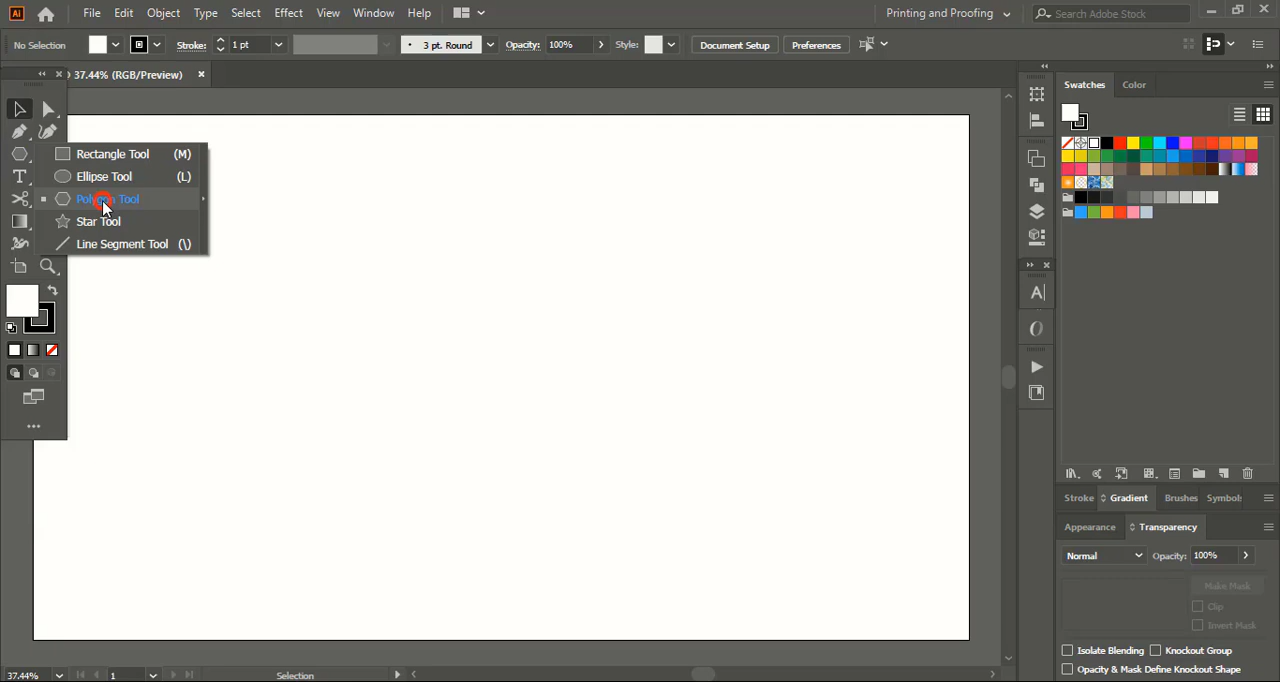 Ai File Edit Object Type Select Effect View Window Help Printing and Proofing Search Adobe Stock
No Selection Stroke: 1 pt 3 pt. Round Opacity: 100% Style: Document Setup Preferences
37.44% (RGB/Preview)
Swatches Color
Rectangle Tool (M)
Ellipse Tool (L)
Polygon Tool
Star Tool
Line Segment Tool (\)
Stroke Gradient Brushes Symbols
Appearance Transparency
Normal Opacity: 100%
Make Mask
Clip
Invert Mask
Isolate Blending Knockout Group
Opacity & Mask Define Knockout Shape
37.44% 1 Selection